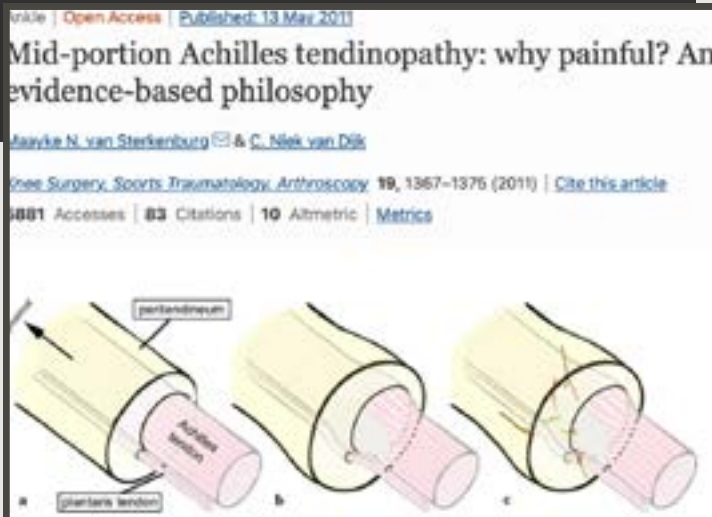 nkle | Open Access | Published: 13 May 2011
Mid-portion Achilles tendinopathy: why painful? An
evidence-based philosophy
Maayke N. van Sterkenburg & C. Niek van Dijk
Knee Surgery, Sports Traumatology, Arthroscopy 19, 1367–1375 (2011) | Cite this article
5881 Accesses | 83 Citations | 10 Altmetric | Metrics
peritendineum
Achilles
tendon
a plantaris tendon b c